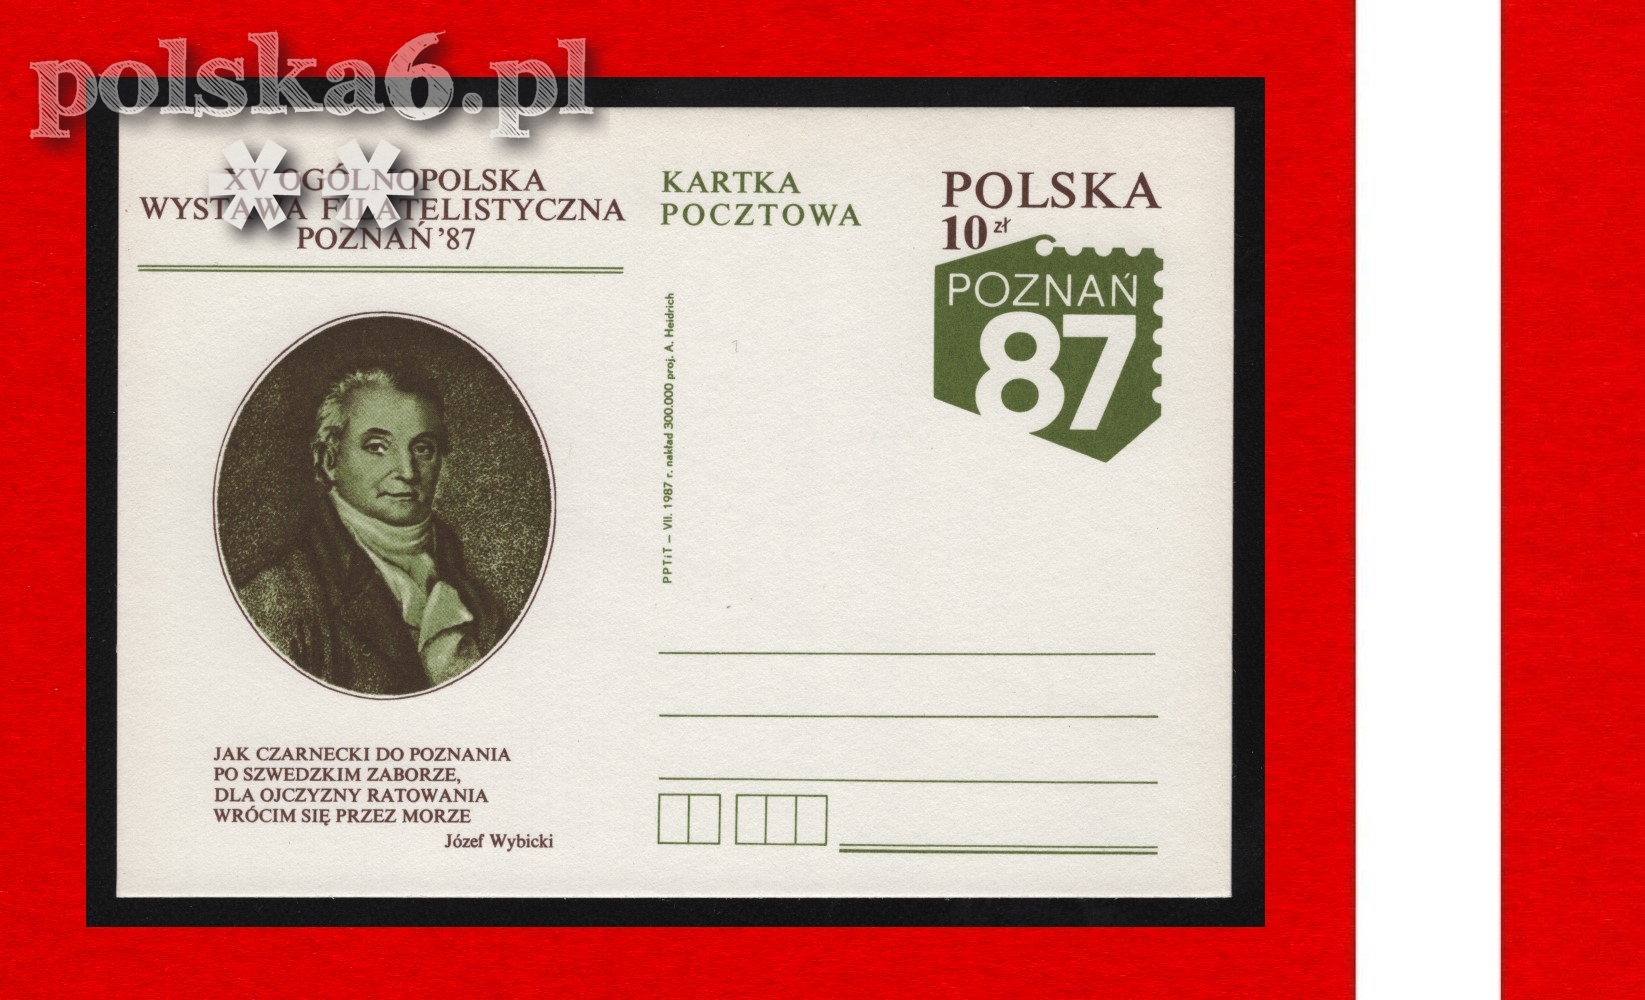 polska6.pl
XV OGÓLNOPOLSKA
WYSTAWA FILATELISTYCZNA
POZNAŃ '87
KARTKA
POCZTOWA
POLSKA
10 zł
POZNAŃ
87
PPTiT – VII. 1987 r. nakład 300.000 proj. A. Heidrich
JAK CZARNECKI DO POZNANIA
PO SZWEDZKIM ZABORZE,
DLA OJCZYZNY RATOWANIA
WRÓCIM SIĘ PRZEZ MORZE
Józef Wybicki